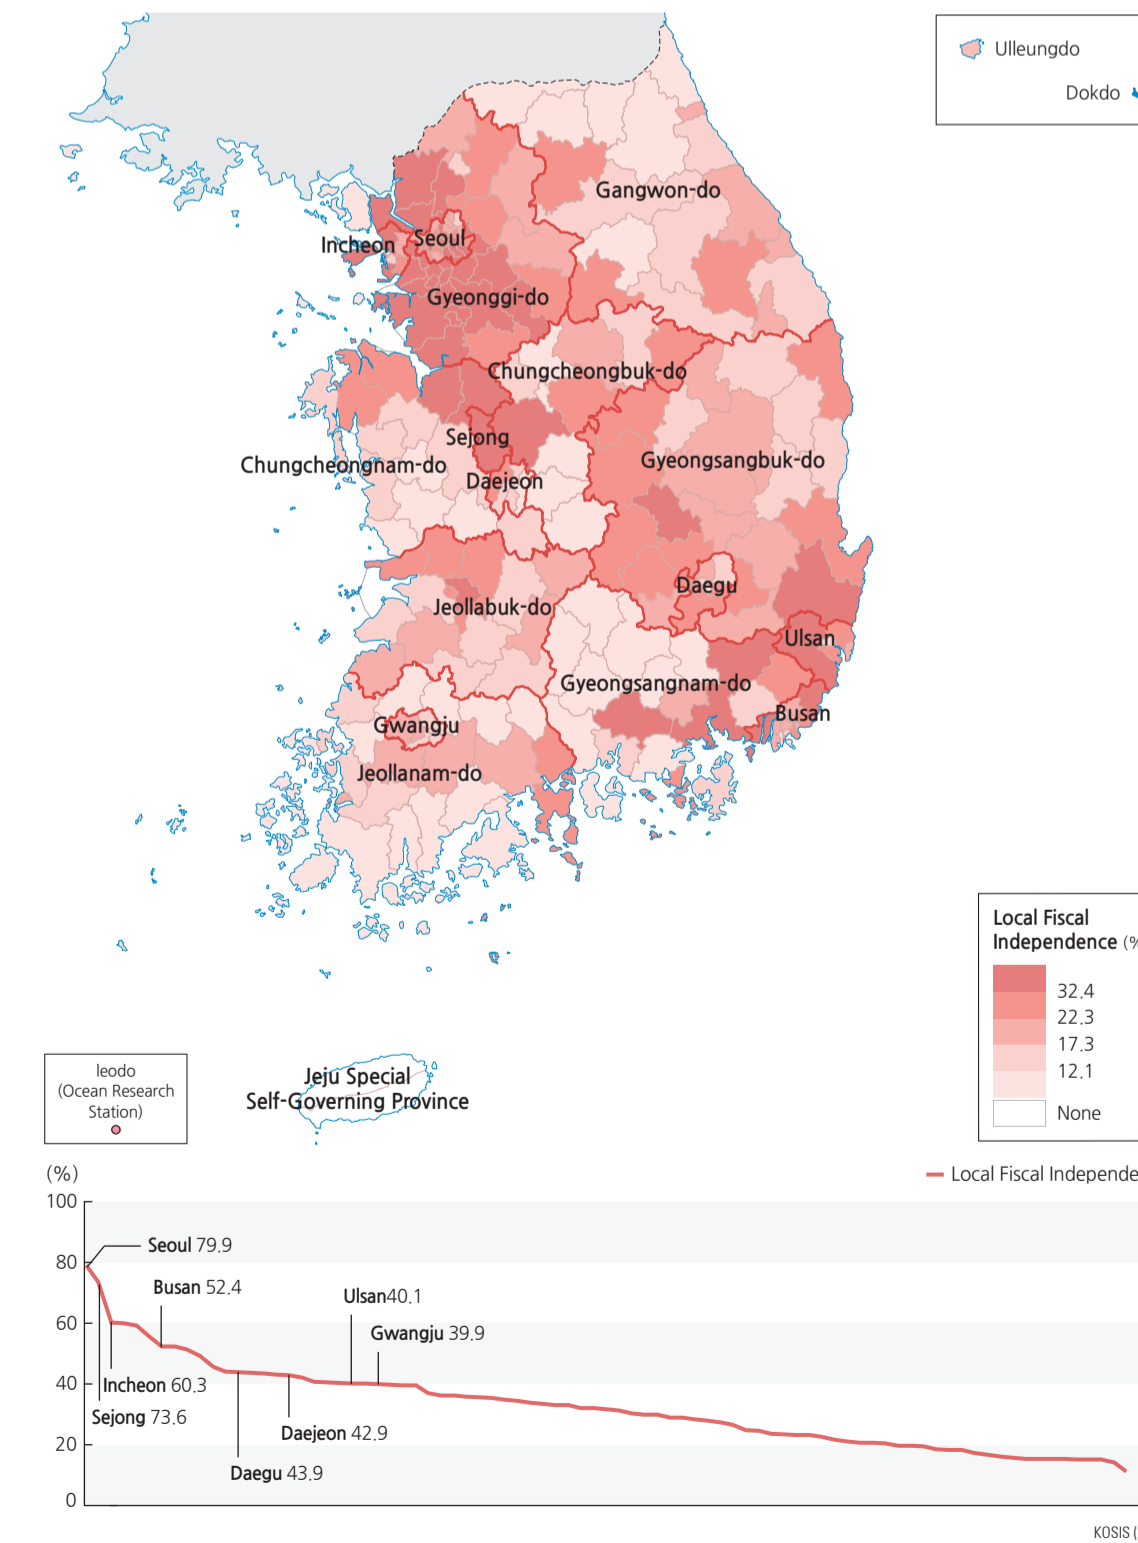 Ulleungdo
Dokdo
Gangwon-do
Incheon
Seoul
Gyeonggi-do
Chungcheongbuk-do
Sejong
Chungcheongnam-do
Gyeongsangbuk-do
Daejeon
Daegu
Jeollabuk-do
Ulsan
Gyeongsangnam-do
Busan
Gwangju
Jeollanam-do
Local Fiscal
Independence (%
32.4
22.3
17.3
12.1
None
Ieodo
(Ocean Research
Station)
Jeju Special
Self-Governing Province
(%)
Local Fiscal Independe
100
80
60
40
20
0
Seoul 79.9
Busan 52.4
Ulsan40.1
Gwangju 39.9
Incheon 60.3
Sejong 73.6
Daejeon 42.9
Daegu 43.9
KOSIS (